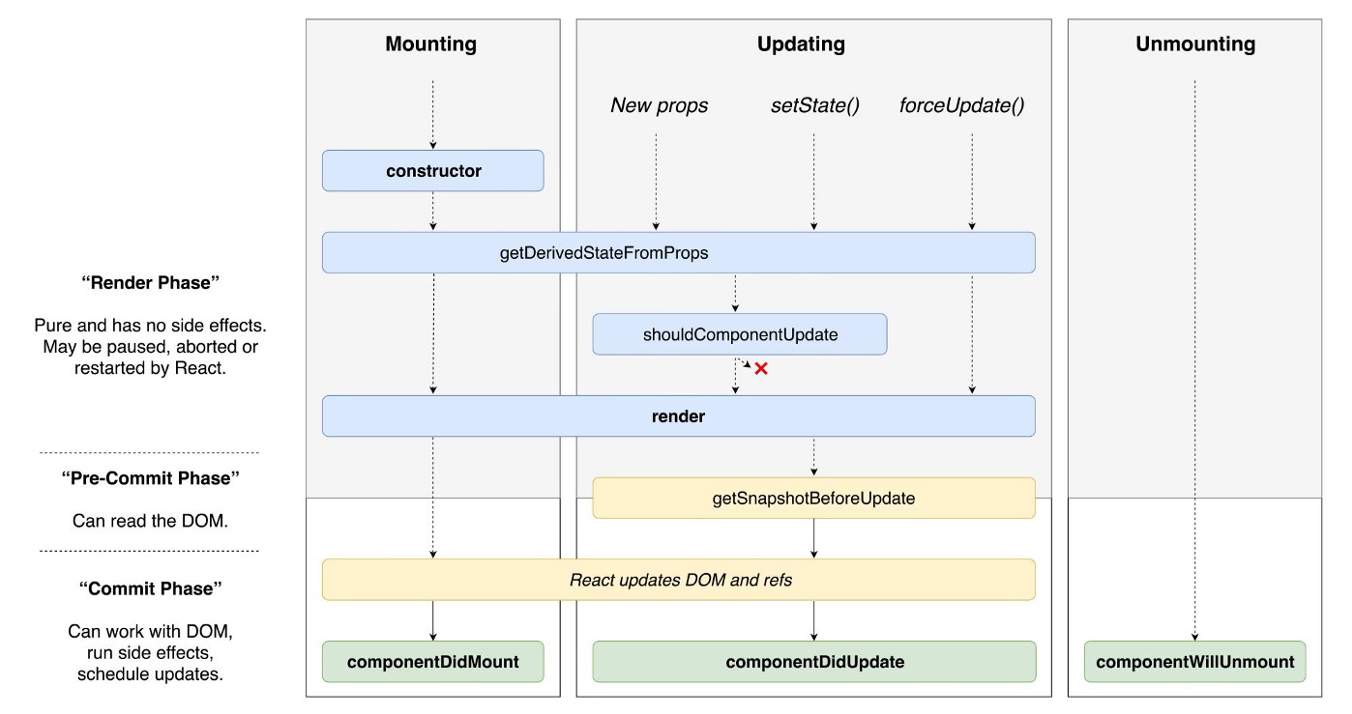 Mounting
Updating
Unmounting
New props
setState()
forceUpdate()
constructor
getDerivedStateFromProps
“Render Phase”
Pure and has no side effects.
May be paused, aborted or
restarted by React.
shouldComponentUpdate
render
“Pre-Commit Phase”
Can read the DOM.
getSnapshotBeforeUpdate
React updates DOM and refs
“Commit Phase”
Can work with DOM,
run side effects,
schedule updates.
componentDidMount
componentDidUpdate
componentWillUnmount